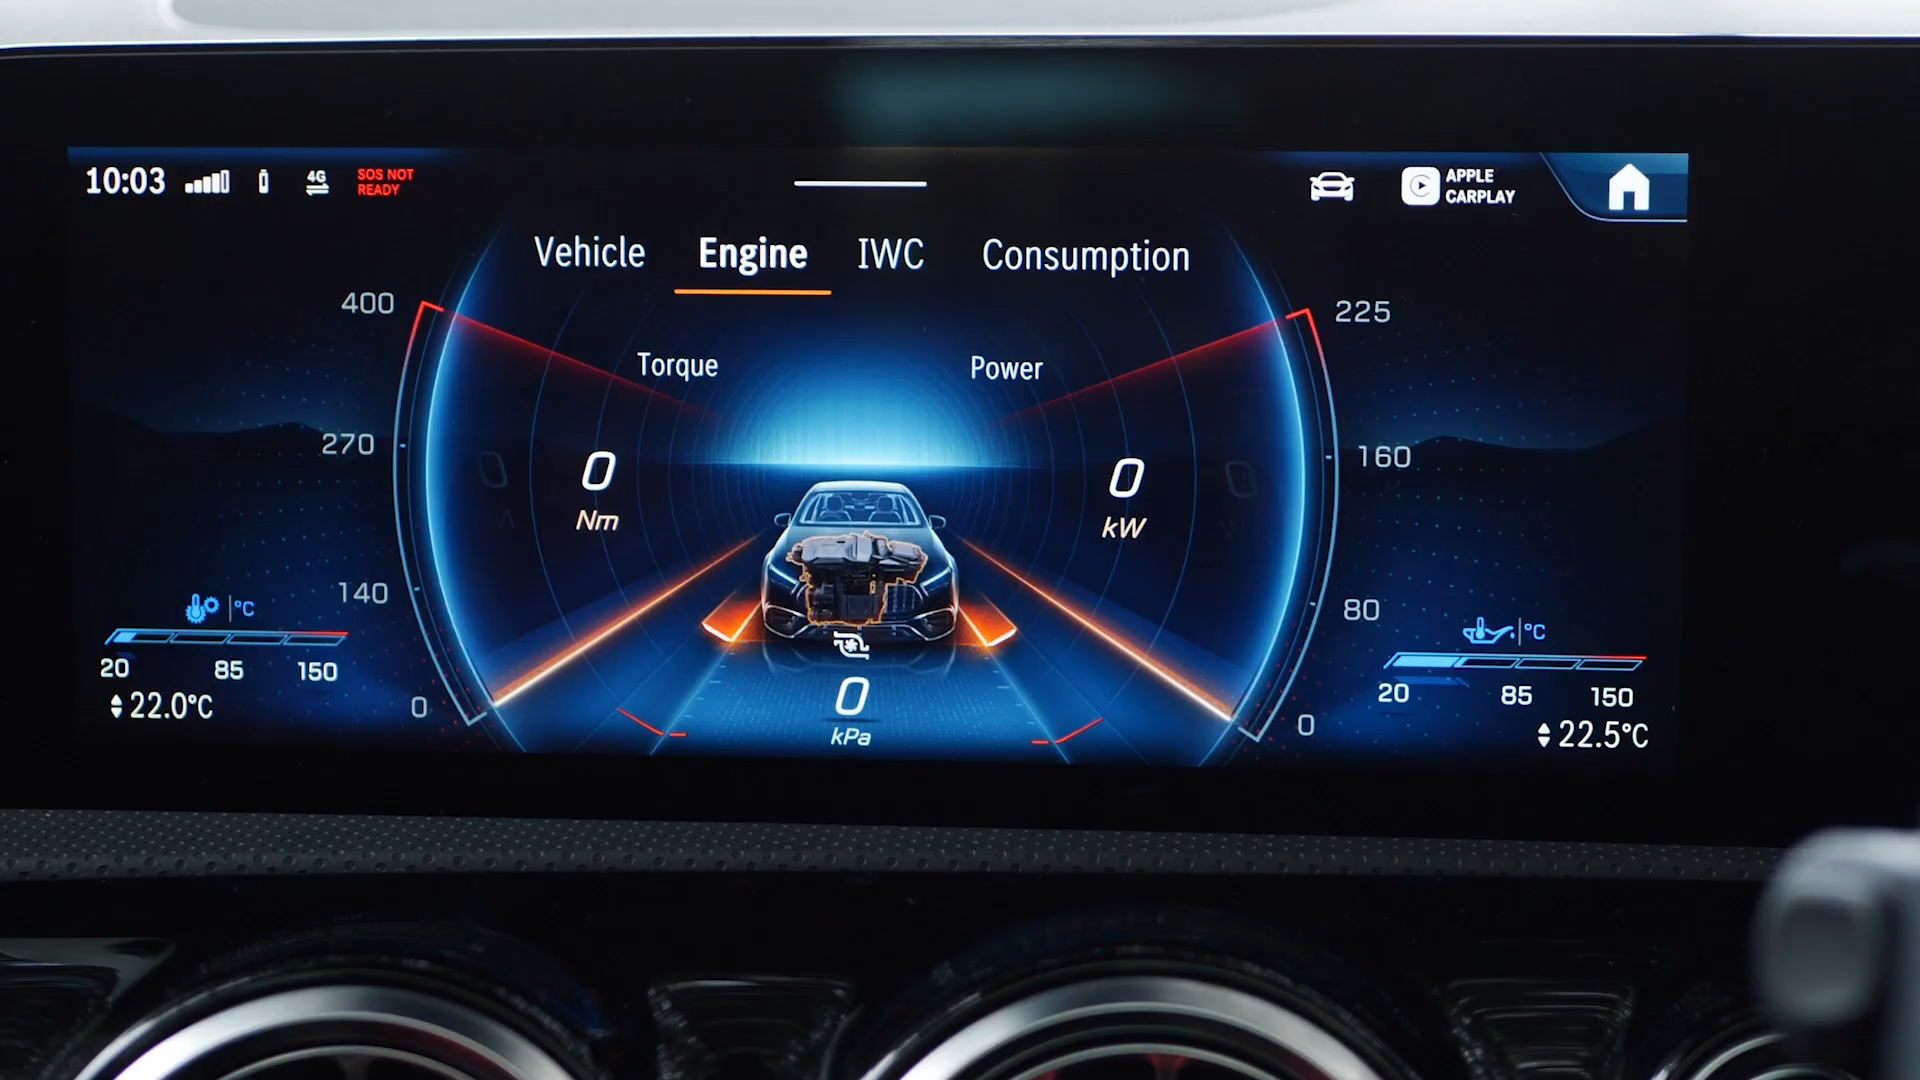 10:03
4G
SOS NOT
READY
APPLE
CARPLAY
Vehicle Engine IWC Consumption
400
225
Torque
Power
270
160
0
Nm
0
kW
0
0
140
80
°C
°C
20 85 150
20 85 150
22.0°C
22.5°C
0
0
0
kPa